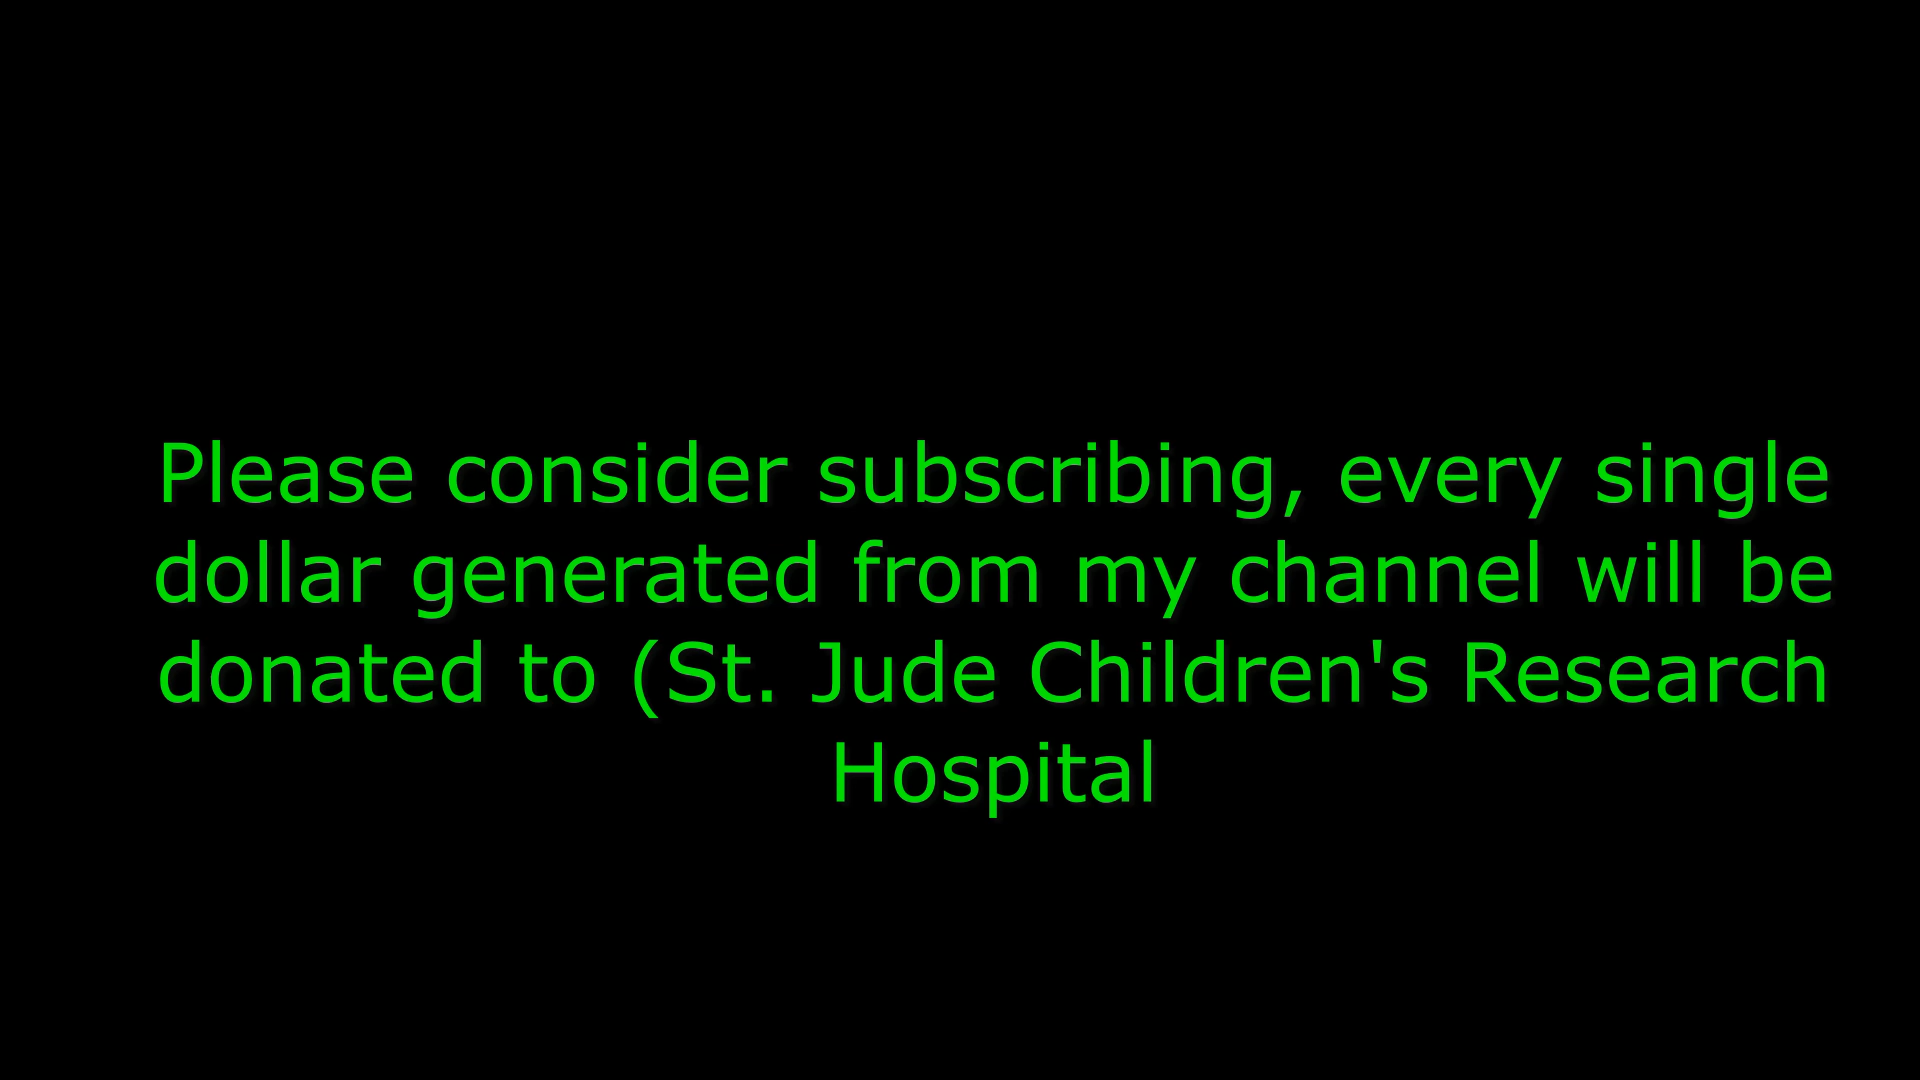 Please consider subscribing, every single
dollar generated from my channel will be
donated to (St. Jude Children's Research
Hospital